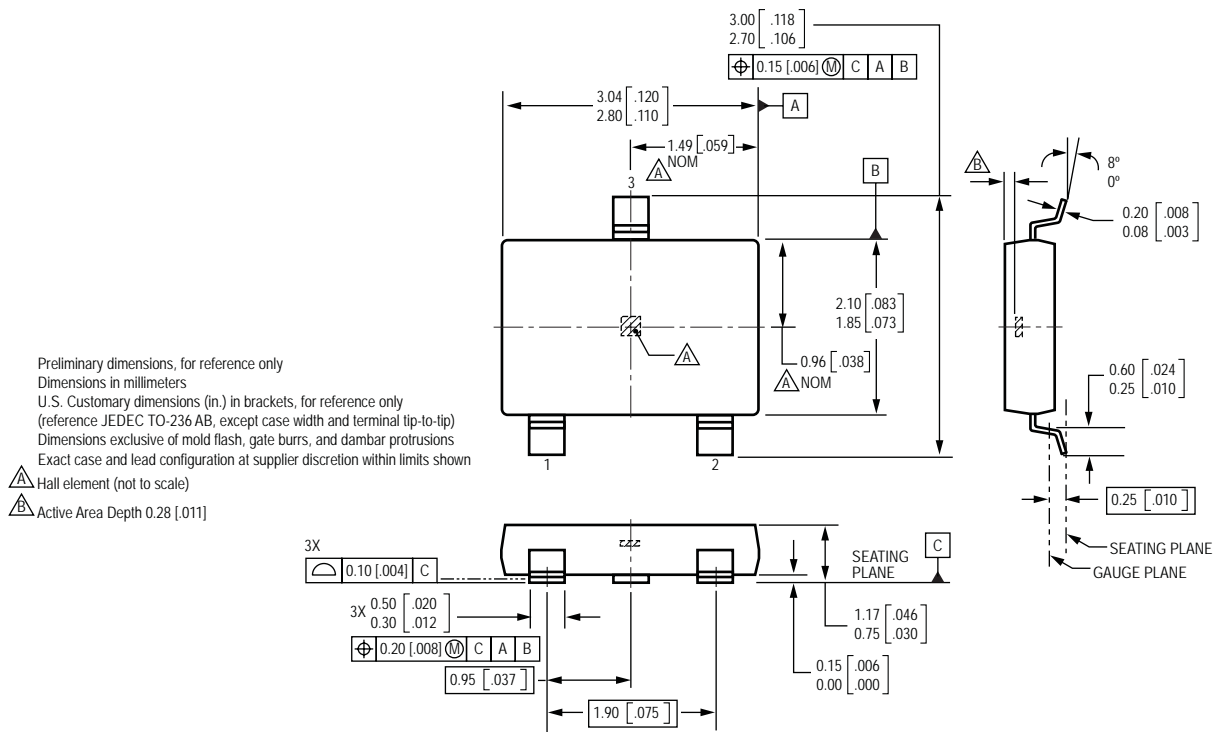 3.00 [ .118
2.70 [ .106
⌖ 0.15 [.006] Ⓜ C A B
3.04 [ .120 ]
2.80 [ .110 ]
A
1.49 [.059]
NOM
A
3
B
B
8º
0º
0.20 [ .008 ]
0.08 [ .003 ]
2.10 [ .083 ]
1.85 [ .073 ]
0.96 [.038]
A NOM
A
0.60 [ .024 ]
0.25 [ .010 ]
Preliminary dimensions, for reference only
Dimensions in millimeters
U.S. Customary dimensions (in.) in brackets, for reference only
(reference JEDEC TO-236 AB, except case width and terminal tip-to-tip)
Dimensions exclusive of mold flash, gate burrs, and dambar protrusions
Exact case and lead configuration at supplier discretion within limits shown
A Hall element (not to scale)
B Active Area Depth 0.28 [.011]
1
2
0.25 [ .010 ]
SEATING PLANE
GAUGE PLANE
3X
⌓ 0.10 [.004] C
SEATING
PLANE
C
3X 0.50 [ .020 ]
0.30 [ .012 ]
⌖ 0.20 [.008] Ⓜ C A B
1.17 [ .046 ]
0.75 [ .030 ]
0.95 [ .037 ]
0.15 [ .006 ]
0.00 [ .000 ]
1.90 [ .075 ]